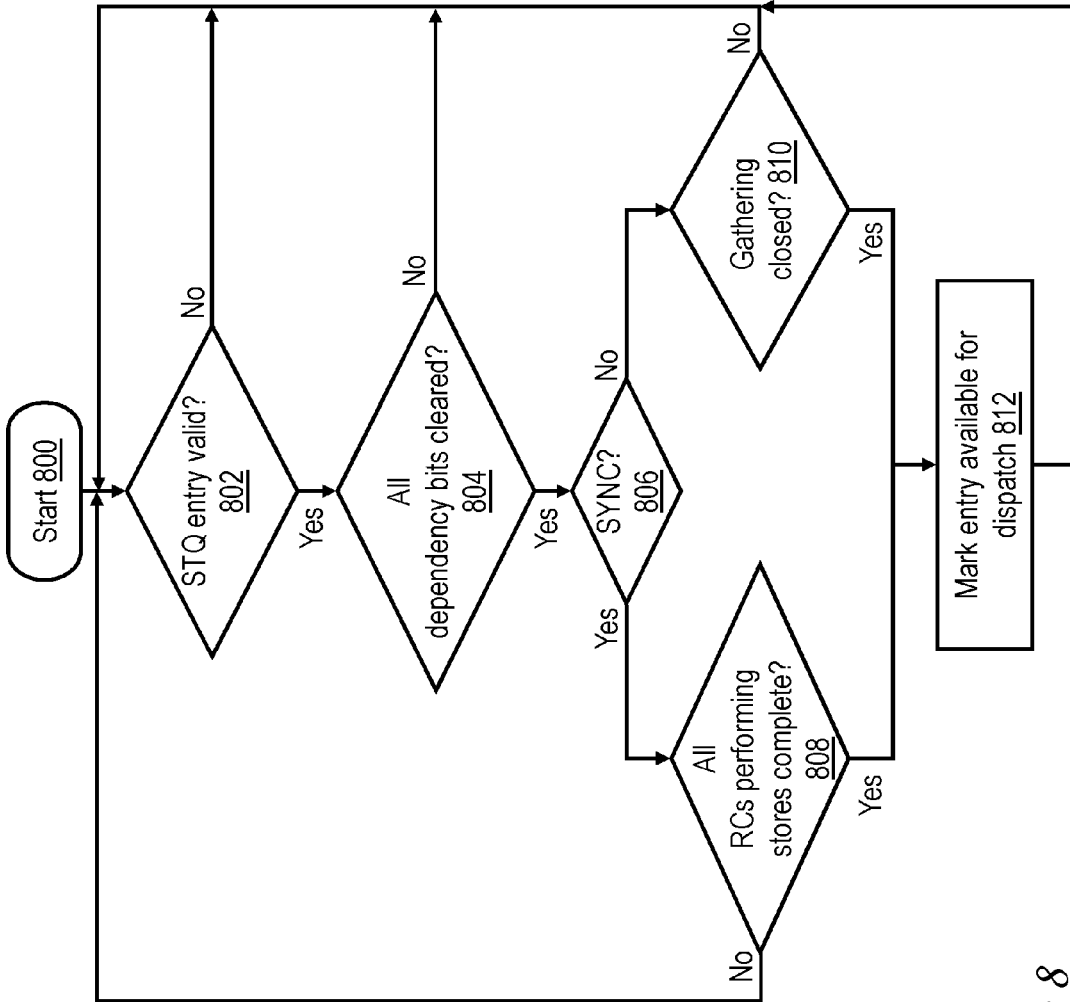 Start 800
STQ entry valid?
802
No
Yes
All
dependency bits cleared?
804
No
Yes
SYNC?
806
Yes
No
All
RCs performing
stores complete?
808
No
Yes
Gathering
closed? 810
No
Yes
Mark entry available for
dispatch 812
8